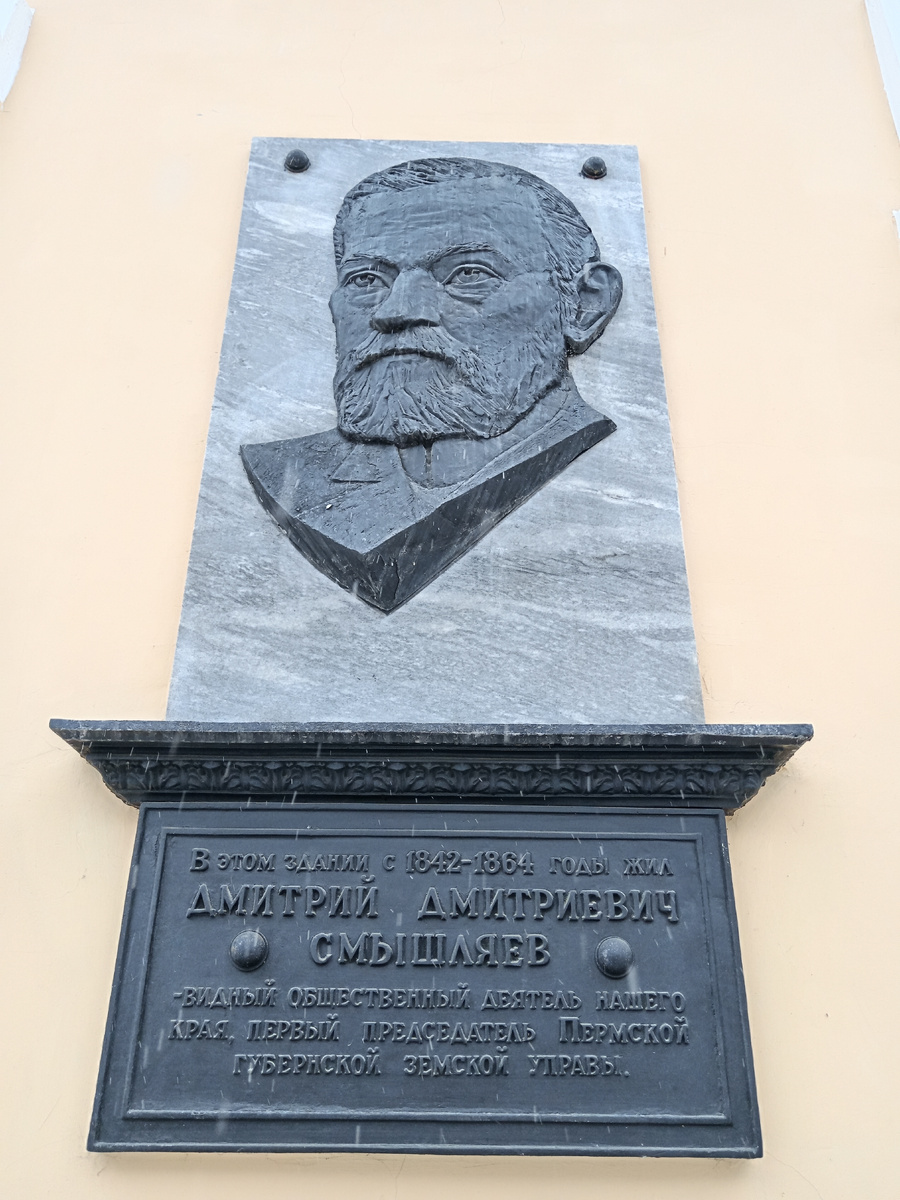 В этом здании с 1842-1864 годы жил
Дмитрий Дмитриевич
Смышляев
-видный общественный деятель нашего
края, первый председатель Пермской
губернской земской управы.